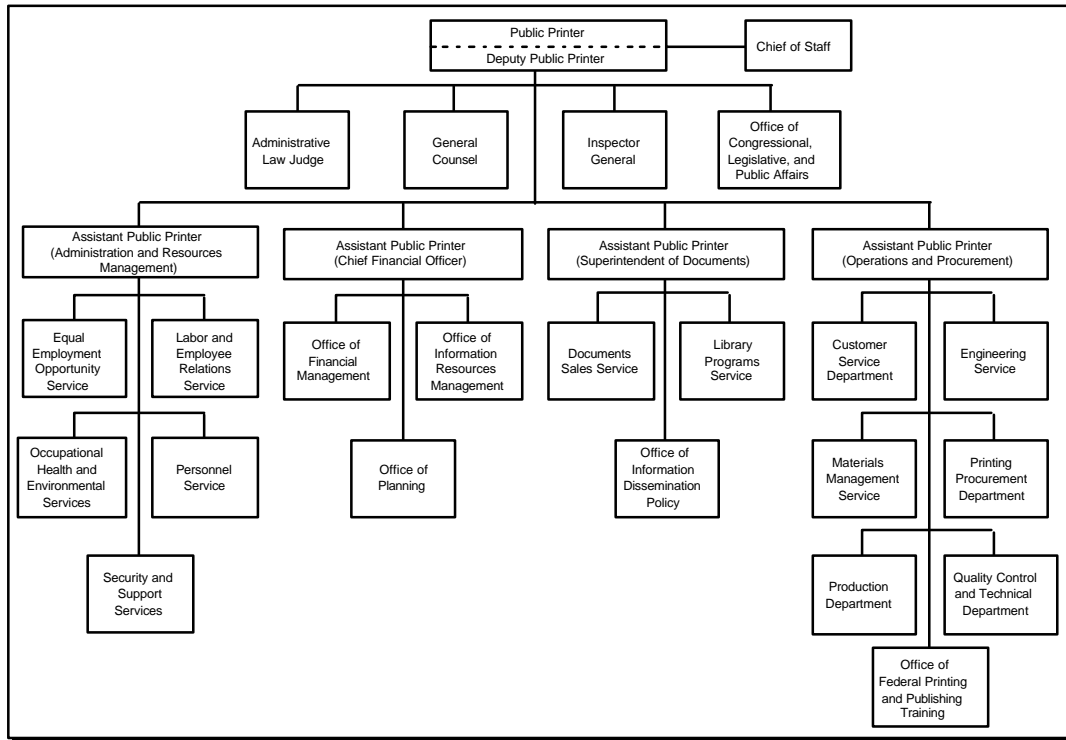 Public Printer
Deputy Public Printer
Chief of Staff
Administrative
Law Judge
General
Counsel
Inspector
General
Office of
Congressional,
Legislative, and
Public Affairs
Assistant Public Printer
(Administration and Resources
Management)
Assistant Public Printer
(Chief Financial Officer)
Assistant Public Printer
(Superintendent of Documents)
Assistant Public Printer
(Operations and Procurement)
Equal
Employment
Opportunity
Service
Labor and
Employee
Relations
Service
Office of
Financial
Management
Office of
Information
Resources
Management
Documents
Sales Service
Library
Programs
Service
Customer
Service
Department
Engineering
Service
Occupational
Health and
Environmental
Services
Personnel
Service
Office of
Planning
Office of
Information
Dissemination
Policy
Materials
Management
Service
Printing
Procurement
Department
Security and
Support
Services
Production
Department
Quality Control
and Technical
Department
Office of
Federal Printing
and Publishing
Training